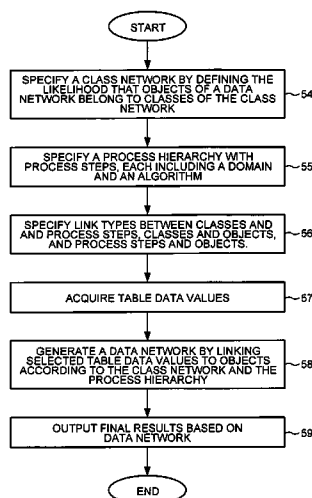 START
SPECIFY A CLASS NETWORK BY DEFINING THE
LIKELIHOOD THAT OBJECTS OF A DATA
NETWORK BELONG TO CLASSES OF THE CLASS
NETWORK
54
SPECIFY A PROCESS HIERARCHY WITH
PROCESS STEPS, EACH INCLUDING A DOMAIN
AND AN ALGORITHM
55
SPECIFY LINK TYPES BETWEEN CLASSES AND
AND PROCESS STEPS, CLASSES AND OBJECTS,
AND PROCESS STEPS AND OBJECTS.
56
ACQUIRE TABLE DATA VALUES
57
GENERATE A DATA NETWORK BY LINKING
SELECTED TABLE DATA VALUES TO OBJECTS
ACCORDING TO THE CLASS NETWORK AND THE
PROCESS HIERARCHY
58
OUTPUT FINAL RESULTS BASED ON
DATA NETWORK
59
END